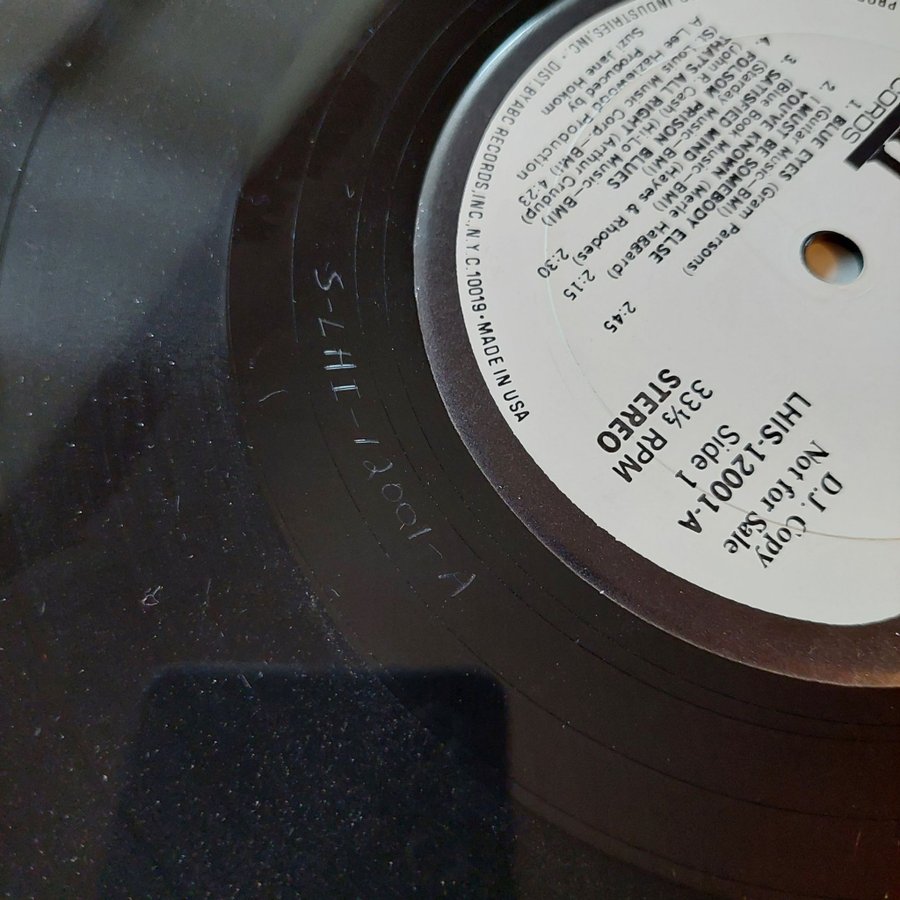 CORDS
D.J. Copy
Not for Sale
LHIS-12001-A
Side 1
33⅓ RPM
STEREO
1. BLUE EYES (Gram Parsons)
(Guitar Music—BMI) 2:45
2. I MUST BE SOMEBODY ELSE
YOU'VE KNOWN (Merle Haggard)
(Blue Book Music—BMI) 2:15
3. SATISFIED MIND (Hayes & Rhodes)
(Starday Music—BMI) 2:30
4. FOLSOM PRISON BLUES
(John R. Cash) (Hi-Lo Music—BMI)
THAT'S ALL RIGHT (Arthur Crudup)
(St. Louis Music Corp—BMI) 4:23
A Lee Hazlewood Production
Produced by
Suzi Jane Hokom
INDUSTRIES, INC. - DIST. BY ABC RECORDS, INC., N.Y.C. 10019 • MADE IN USA
S-LHI-12001-A